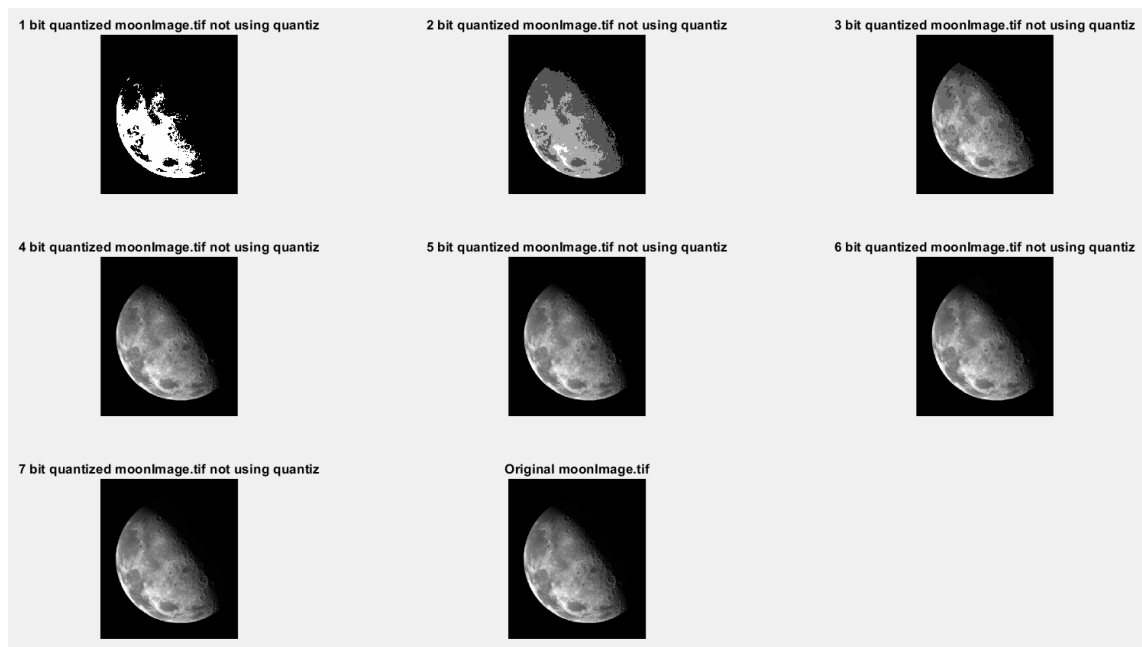 1 bit quantized moonImage.tif not using quantiz
2 bit quantized moonImage.tif not using quantiz
3 bit quantized moonImage.tif not using quantiz
4 bit quantized moonImage.tif not using quantiz
5 bit quantized moonImage.tif not using quantiz
6 bit quantized moonImage.tif not using quantiz
7 bit quantized moonImage.tif not using quantiz
Original moonImage.tif